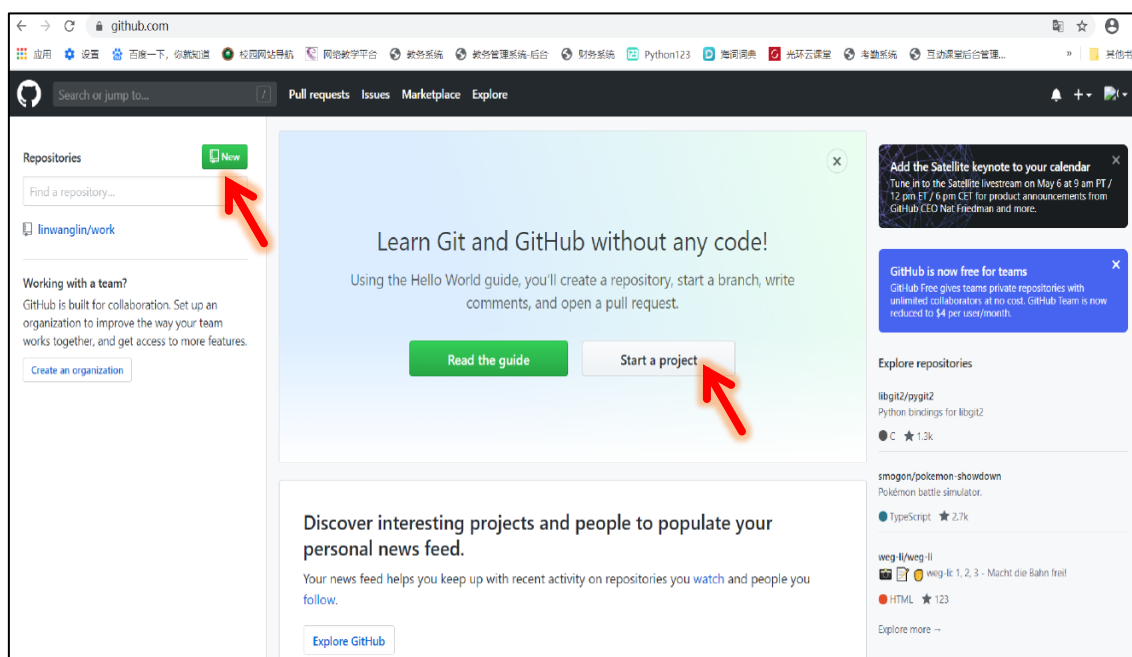 github.com
应用 设置 百度一下，你就知道 校园网站导航 网络教学平台 教务系统 教务管理系统-后台 财务系统 Python123 海词词典 光环云课堂 考勤系统 互动课堂后台管理... » 其他书
Search or jump to... / Pull requests Issues Marketplace Explore
Repositories New
Find a repository...
linwanglin/work
Working with a team?
GitHub is built for collaboration. Set up an
organization to improve the way your team
works together, and get access to more features.
Create an organization
Learn Git and GitHub without any code!
Using the Hello World guide, you'll create a repository, start a branch, write
comments, and open a pull request.
Read the guide Start a project
Discover interesting projects and people to populate your
personal news feed.
Your news feed helps you keep up with recent activity on repositories you watch and people you
follow.
Explore GitHub
Add the Satellite keynote to your calendar
Tune in to the Satellite livestream on May 6 at 9 am PT /
12 pm ET / 6 pm CET for product announcements from
GitHub CEO Nat Friedman and more.
GitHub is now free for teams
GitHub Free gives teams private repositories with
unlimited collaborators at no cost. GitHub Team is now
reduced to $4 per user/month.
Explore repositories
libgit2/pygit2
Python bindings for libgit2
C 1.3k
smogon/pokemon-showdown
Pokémon battle simulator.
TypeScript 2.7k
weg-li/weg-li
weg-li: 1, 2, 3 - Macht die Bahn frei!
HTML 123
Explore more →